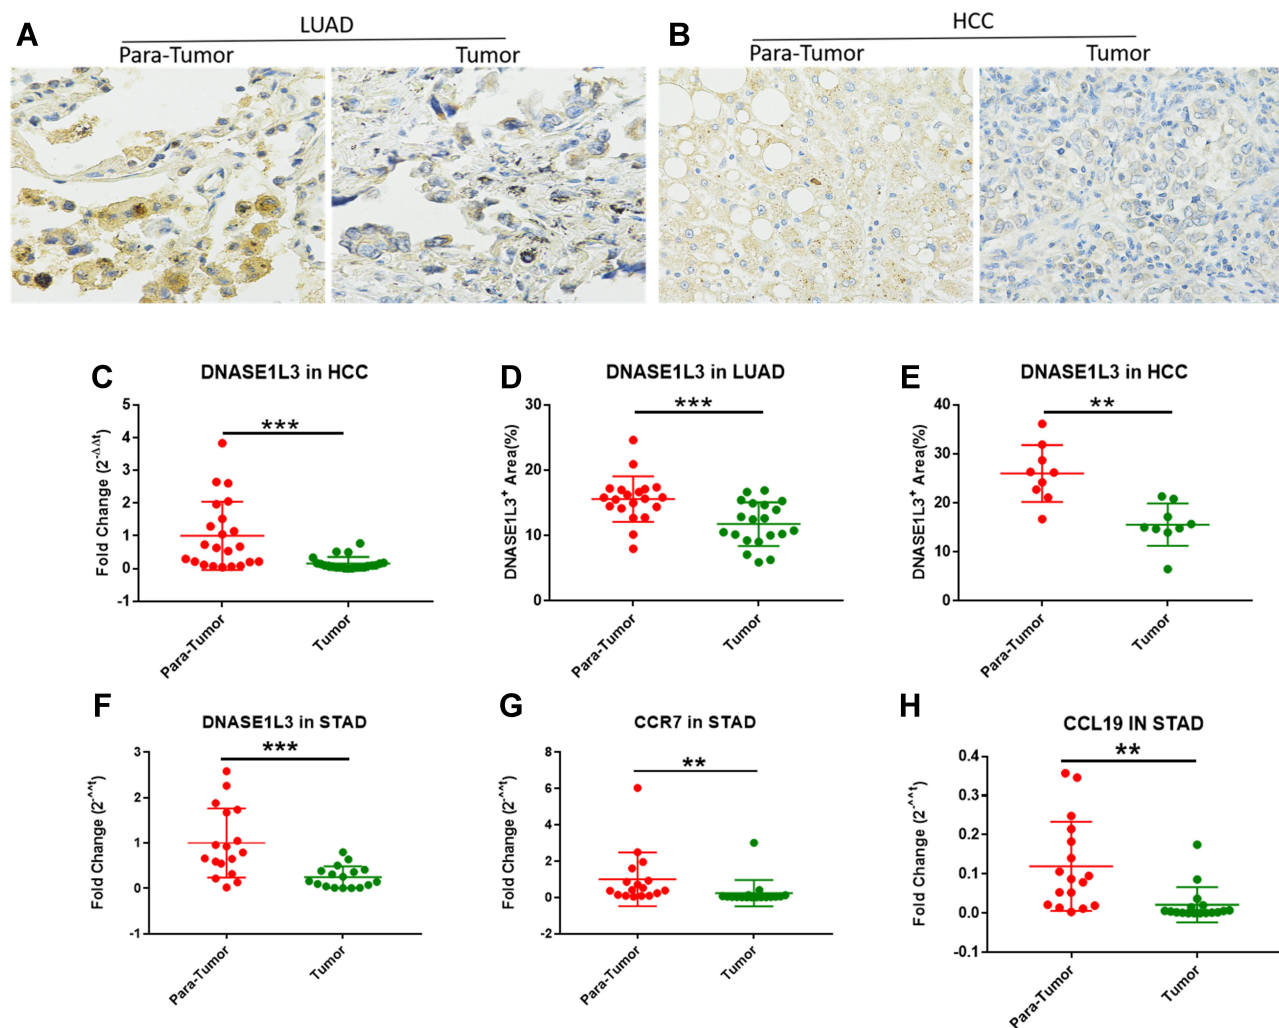 A
LUAD
Para-Tumor
Tumor
B
HCC
Para-Tumor
Tumor
C
DNASE1L3 in HCC
Fold Change (2-ΔΔt)
5
4
3
2
1
0
-1
***
Para-Tumor
Tumor
D
DNASE1L3 in LUAD
DNASE1L3+ Area(%)
30
20
10
0
***
Para-Tumor
Tumor
E
DNASE1L3 in HCC
DNASE1L3+ Area(%)
40
30
20
10
0
**
Para-Tumor
Tumor
F
DNASE1L3 in STAD
Fold Change (2-^^t)
3
2
1
0
-1
***
Para-Tumor
Tumor
G
CCR7 in STAD
Fold Change (2-^^t)
8
6
4
2
0
-2
**
Para-Tumor
Tumor
H
CCL19 IN STAD
Fold Change (2-^^t)
0.4
0.3
0.2
0.1
0.0
-0.1
**
Para-Tumor
Tumor